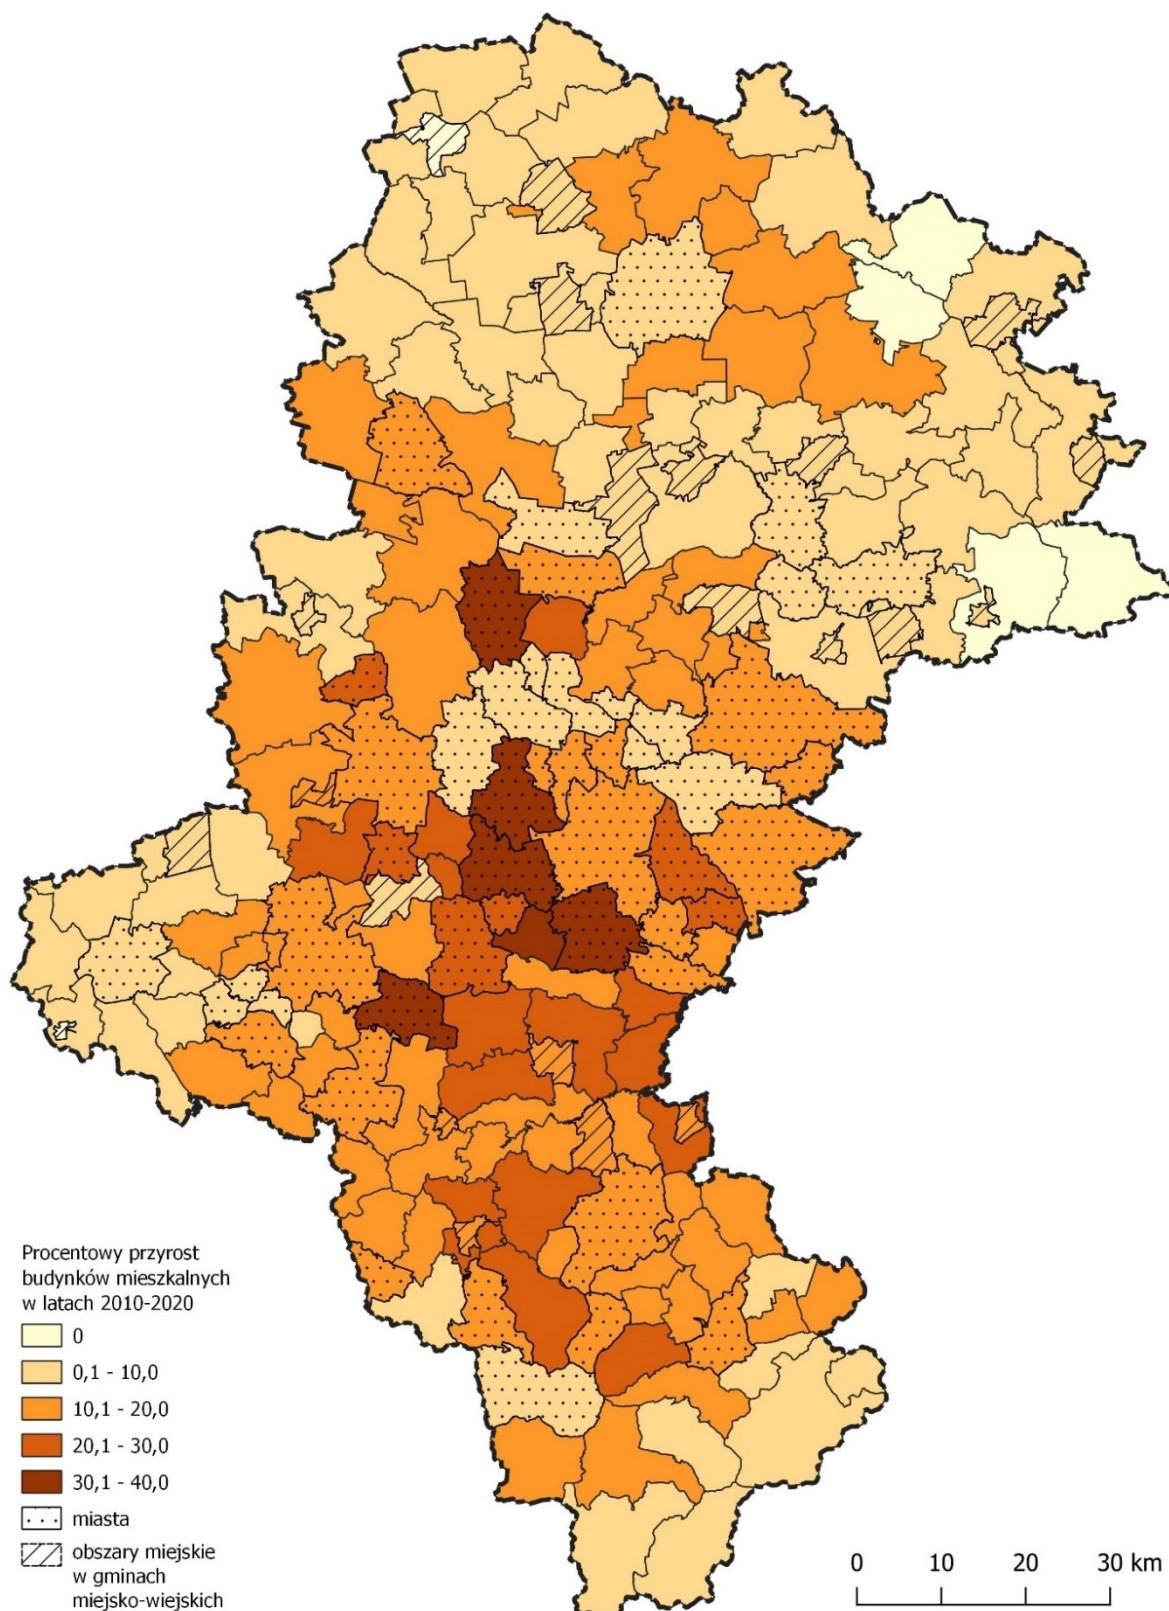 Procentowy przyrost
budynków mieszkalnych
w latach 2010-2020
0
0,1 - 10,0
10,1 - 20,0
20,1 - 30,0
30,1 - 40,0
miasta
obszary miejskie
w gminach
miejsko-wiejskich
0 10 20 30 km